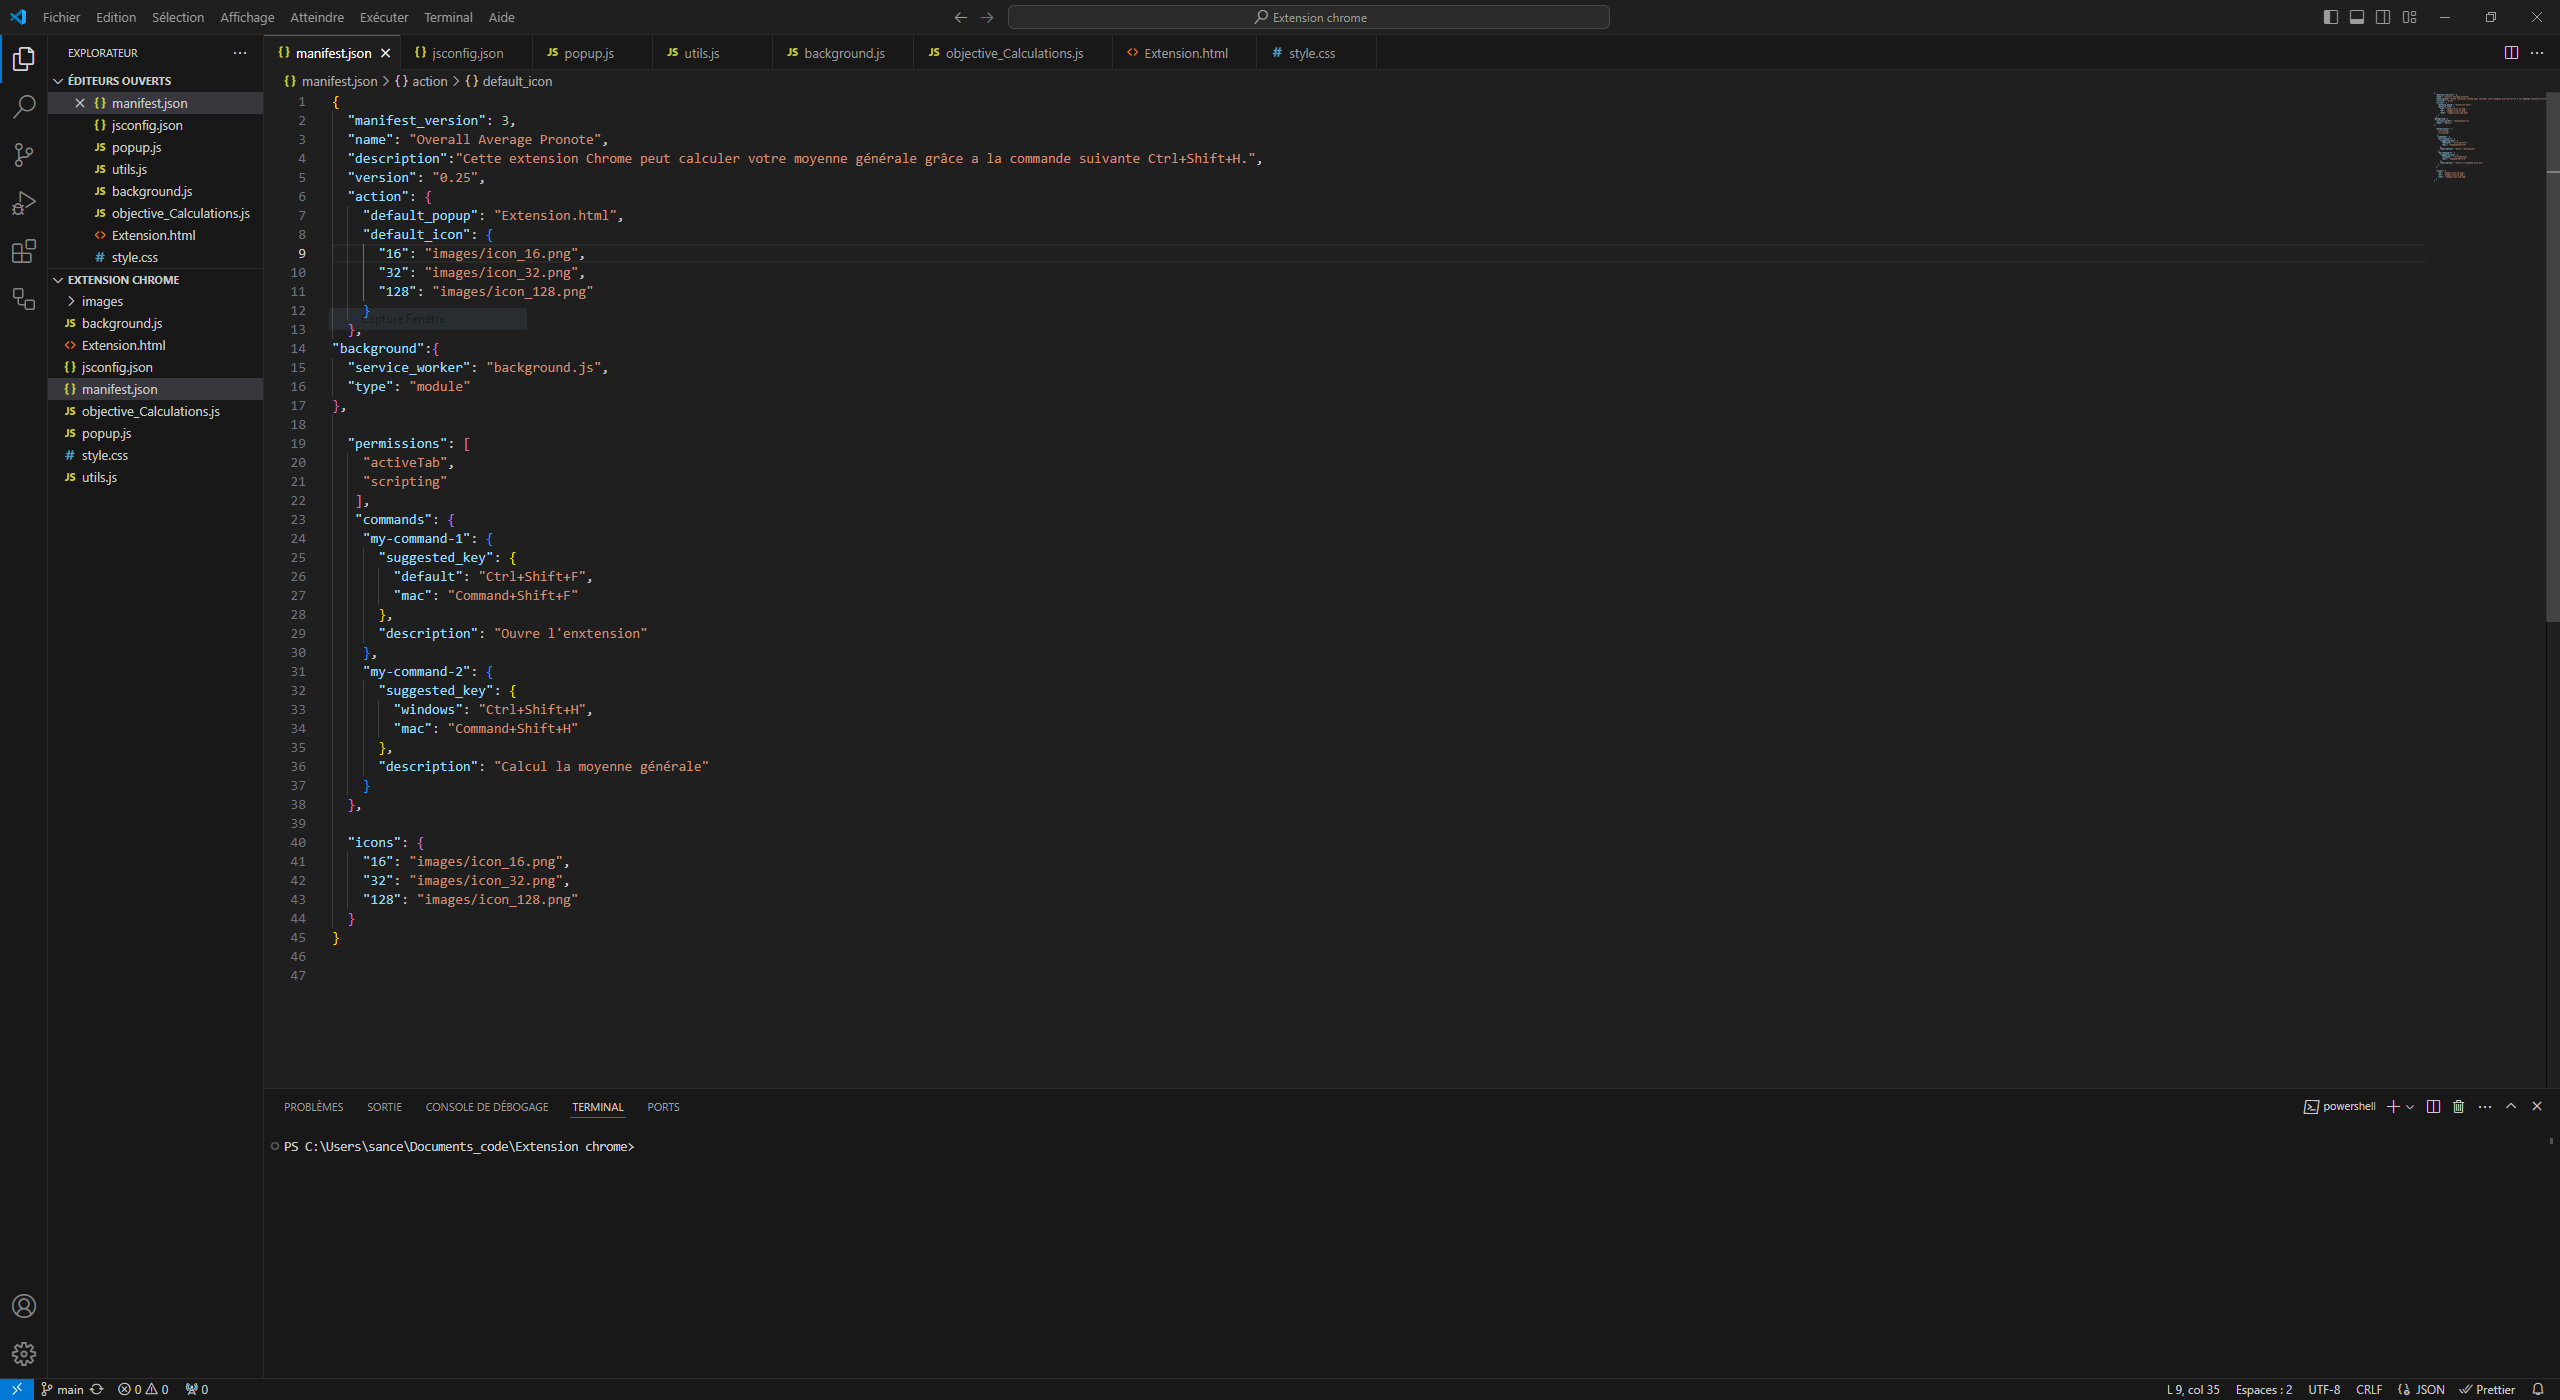 Fichier Edition Sélection Affichage Atteindre Exécuter Terminal Aide
Extension chrome
EXPLORATEUR
ÉDITEURS OUVERTS
manifest.json
jsconfig.json
popup.js
utils.js
background.js
objective_Calculations.js
Extension.html
style.css
EXTENSION CHROME
images
background.js
Extension.html
jsconfig.json
manifest.json
objective_Calculations.js
popup.js
style.css
utils.js
manifest.json jsconfig.json popup.js utils.js background.js objective_Calculations.js Extension.html style.css
manifest.json > {} action > {} default_icon
1 {
2 "manifest_version": 3,
3 "name": "Overall Average Pronote",
4 "description":"Cette extension Chrome peut calculer votre moyenne générale grâce a la commande suivante Ctrl+Shift+H.",
5 "version": "0.25",
6 "action": {
7 "default_popup": "Extension.html",
8 "default_icon": {
9 "16": "images/icon_16.png",
10 "32": "images/icon_32.png",
11 "128": "images/icon_128.png"
12 }
Capture Fenêtre
13 },
14 "background":{
15 "service_worker": "background.js",
16 "type": "module"
17 },
18
19 "permissions": [
20 "activeTab",
21 "scripting"
22 ],
23 "commands": {
24 "my-command-1": {
25 "suggested_key": {
26 "default": "Ctrl+Shift+F",
27 "mac": "Command+Shift+F"
28 },
29 "description": "Ouvre l'enxtension"
30 },
31 "my-command-2": {
32 "suggested_key": {
33 "windows": "Ctrl+Shift+H",
34 "mac": "Command+Shift+H"
35 },
36 "description": "Calcul la moyenne générale"
37 }
38 },
39
40 "icons": {
41 "16": "images/icon_16.png",
42 "32": "images/icon_32.png",
43 "128": "images/icon_128.png"
44 }
45 }
46
47
PROBLÈMES SORTIE CONSOLE DE DÉBOGAGE TERMINAL PORTS
powershell
PS C:\Users\sance\Documents_code\Extension chrome>
main 0 0 0
L 9, col 35 Espaces : 2 UTF-8 CRLF {} JSON Prettier